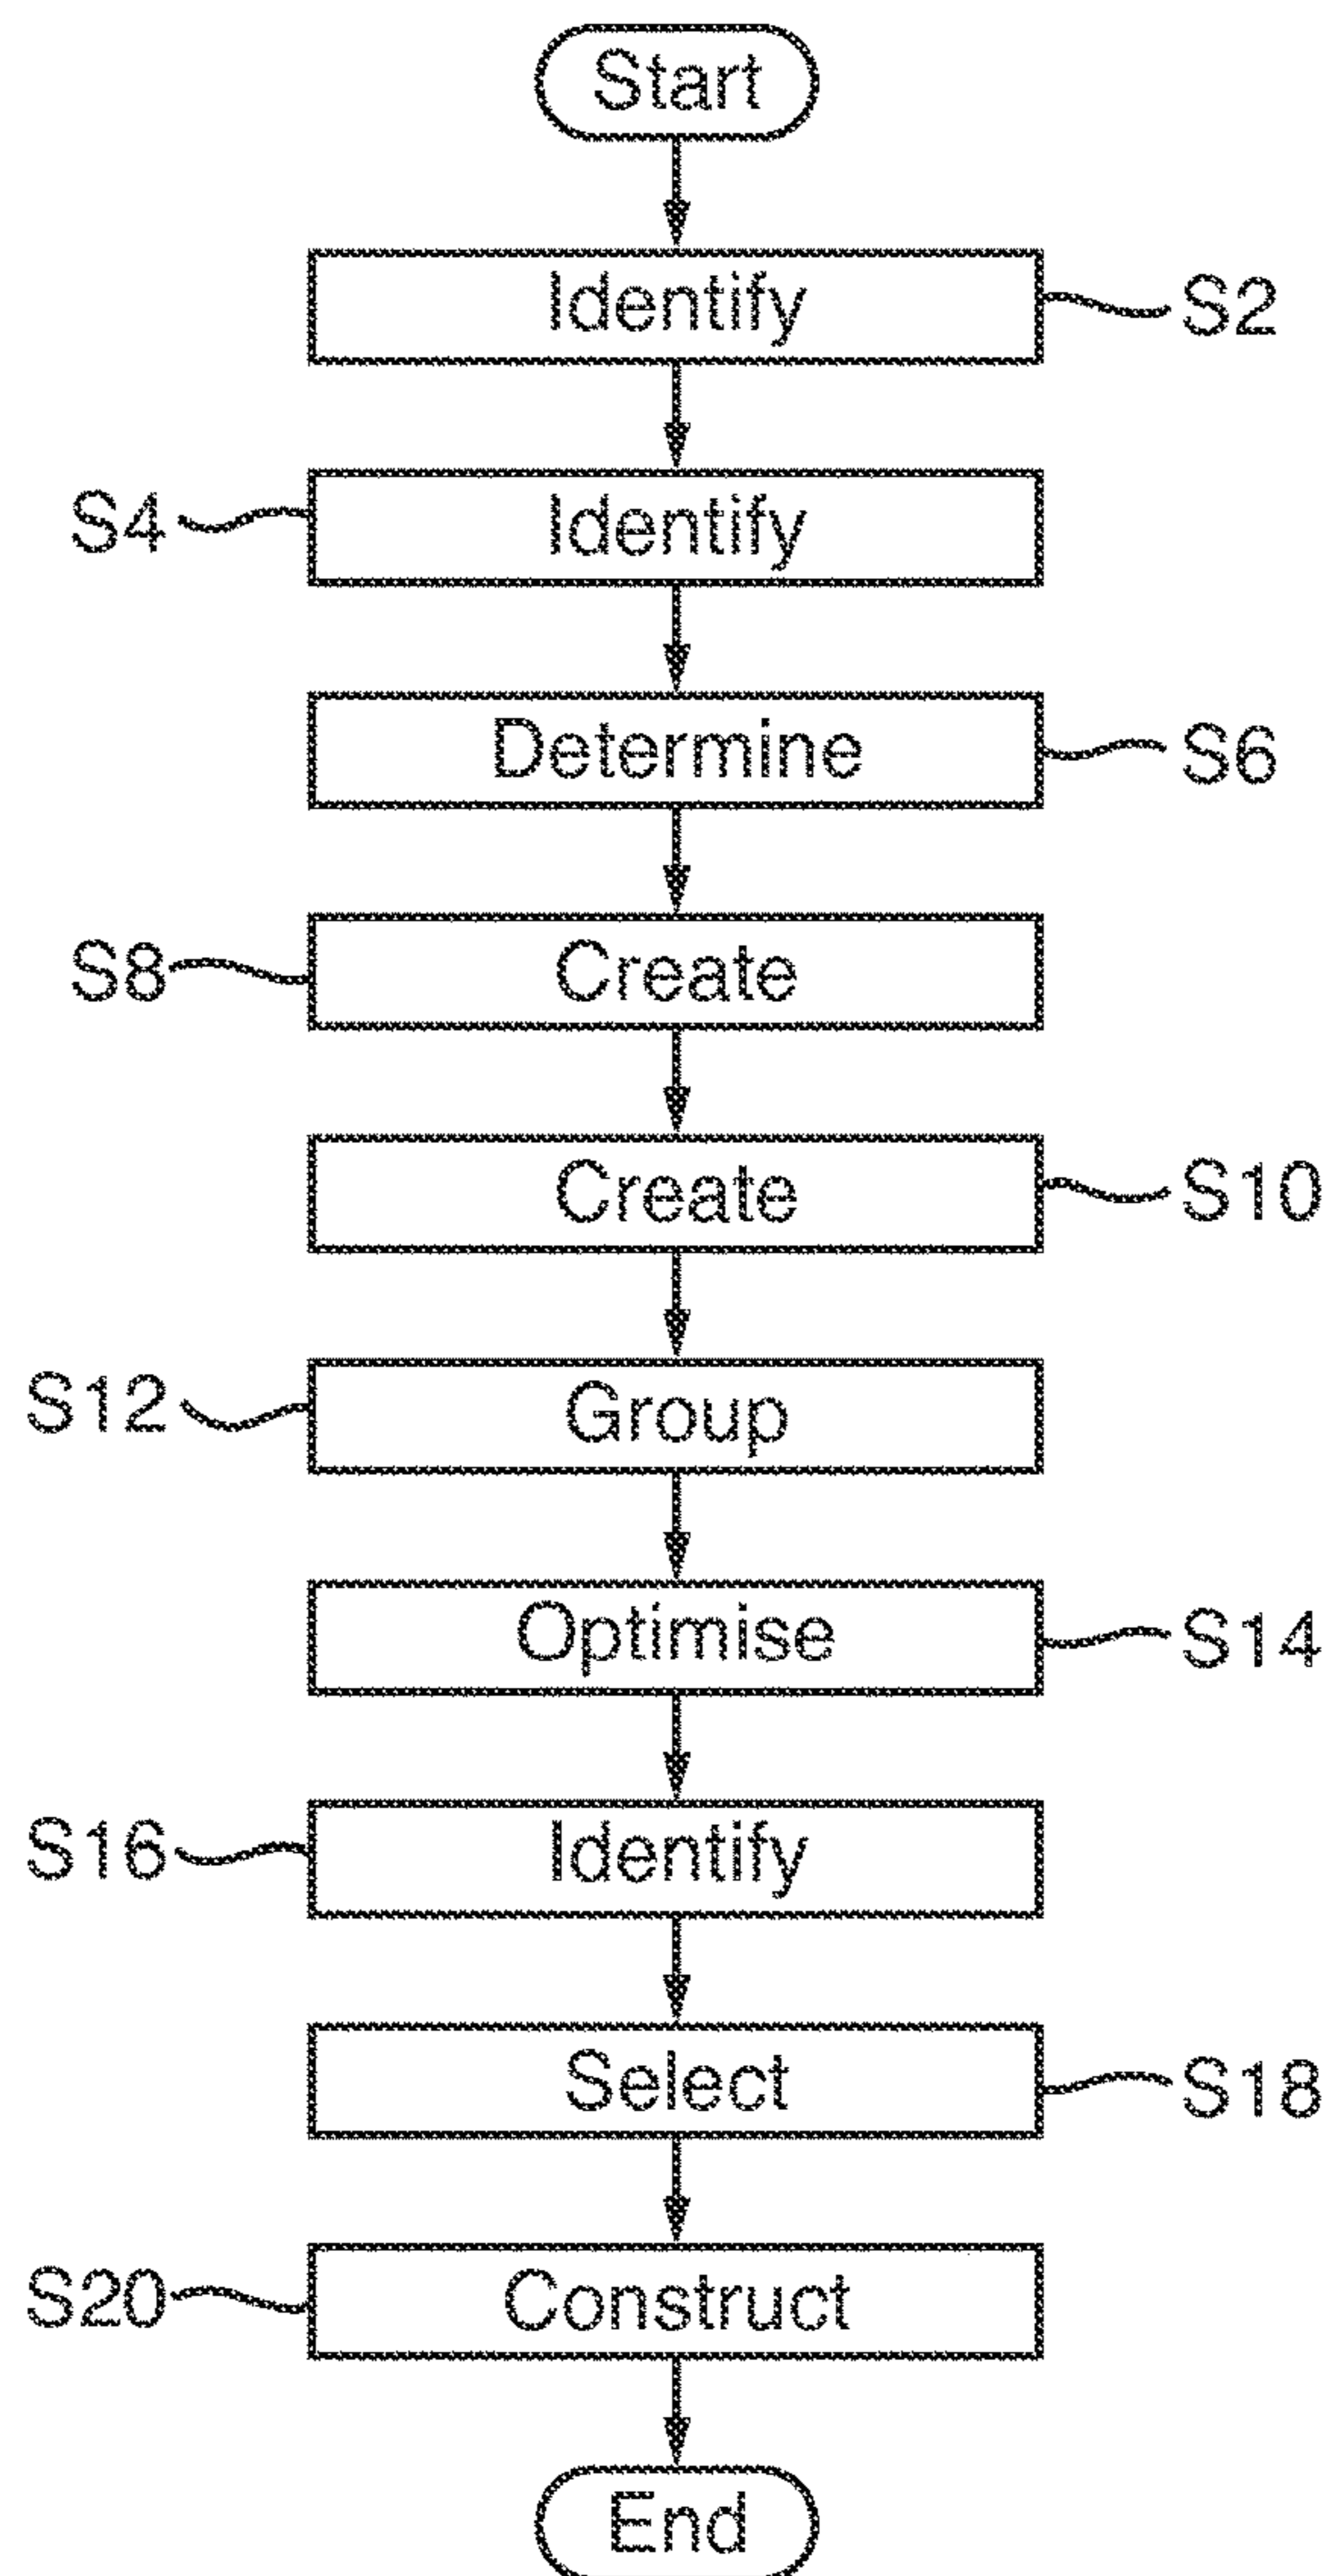 Start
Identify S2
S4 Identify
Determine S6
S8 Create
Create S10
S12 Group
Optimise S14
S16 Identify
Select S18
S20 Construct
End